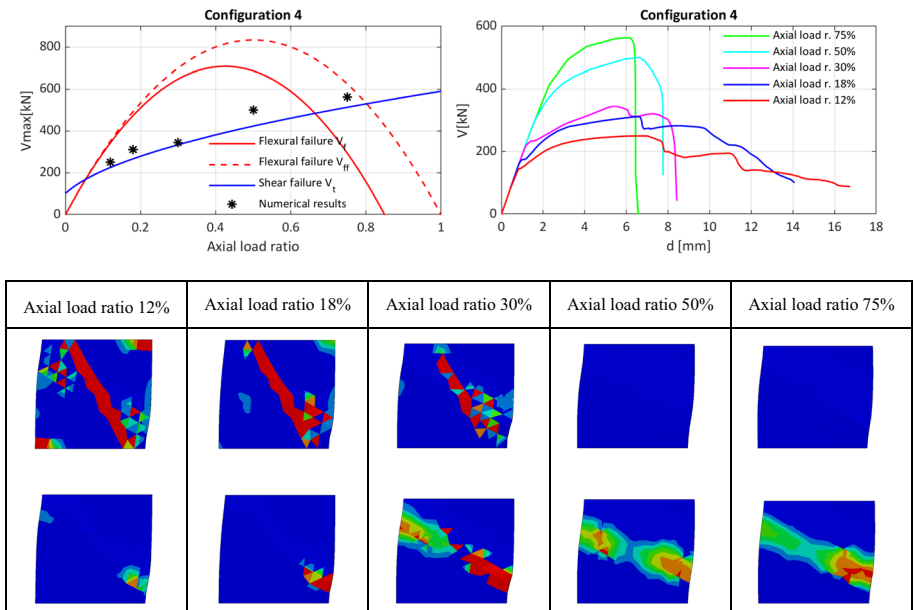 Configuration 4
Vmax[kN]
800
600
400
200
0
Flexural failure Vf
Flexural failure Vff
Shear failure Vt
Numerical results
0 0.2 0.4 0.6 0.8 1
Axial load ratio
Configuration 4
V[kN]
600
400
200
0
Axial load r. 75%
Axial load r. 50%
Axial load r. 30%
Axial load r. 18%
Axial load r. 12%
0 2 4 6 8 10 12 14 16 18
d [mm]
Axial load ratio 12% Axial load ratio 18% Axial load ratio 30% Axial load ratio 50% Axial load ratio 75%